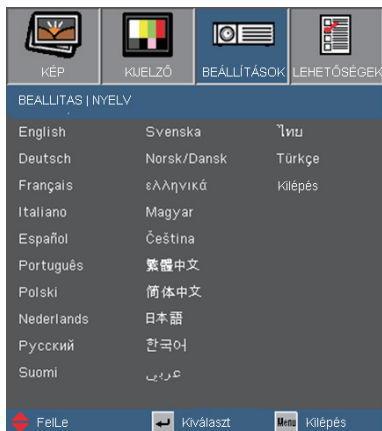 KÉP KIJELZŐ BEÁLLÍTÁSOK LEHETŐSÉGEK
BEALLITAS | NYELV
English Svenska ไทย
Deutsch Norsk/Dansk Türkçe
Français ελληνικά Kilépés
Italiano Magyar
Español Čeština
Português 繁體中文
Polski 简体中文
Nederlands 日本語
Русский 한국어
Suomi عربي
FelLe Kiválaszt Menu Kilépés